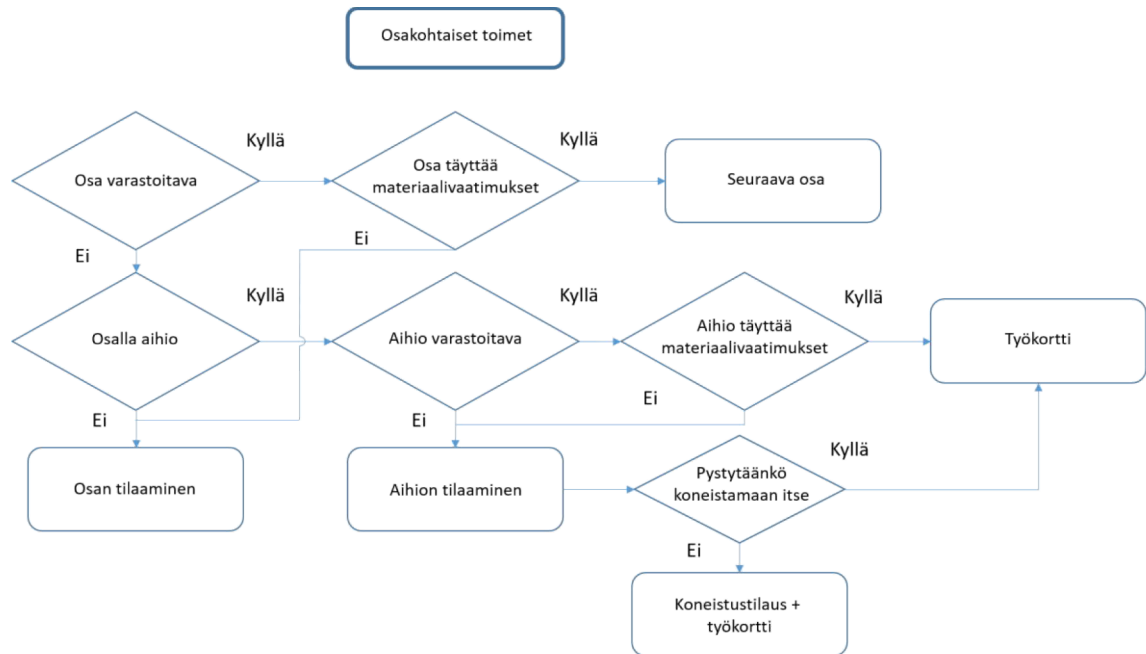 Osakohtaiset toimet
Kyllä
Kyllä
Osa varastoitava
Osa täyttää
materiaalivaatimukset
Seuraava osa
Ei
Ei
Kyllä
Kyllä
Kyllä
Osalla aihio
Aihio varastoitava
Aihio täyttää
materiaalivaatimukset
Työkortti
Ei
Ei
Ei
Kyllä
Osan tilaaminen
Aihion tilaaminen
Pystytäänkö
koneistamaan itse
Ei
Koneistustilaus +
työkortti